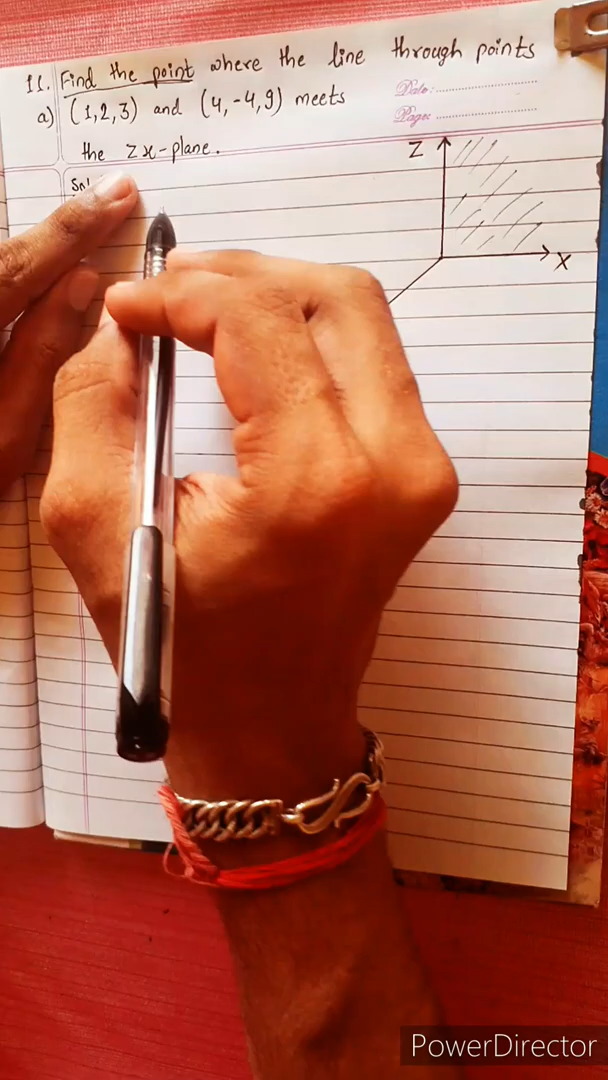 11. Find the point where the line through points
a) (1,2,3) and (4,-4,9) meets
Date:
Page:
the zx-plane.
Z
X
PowerDirector